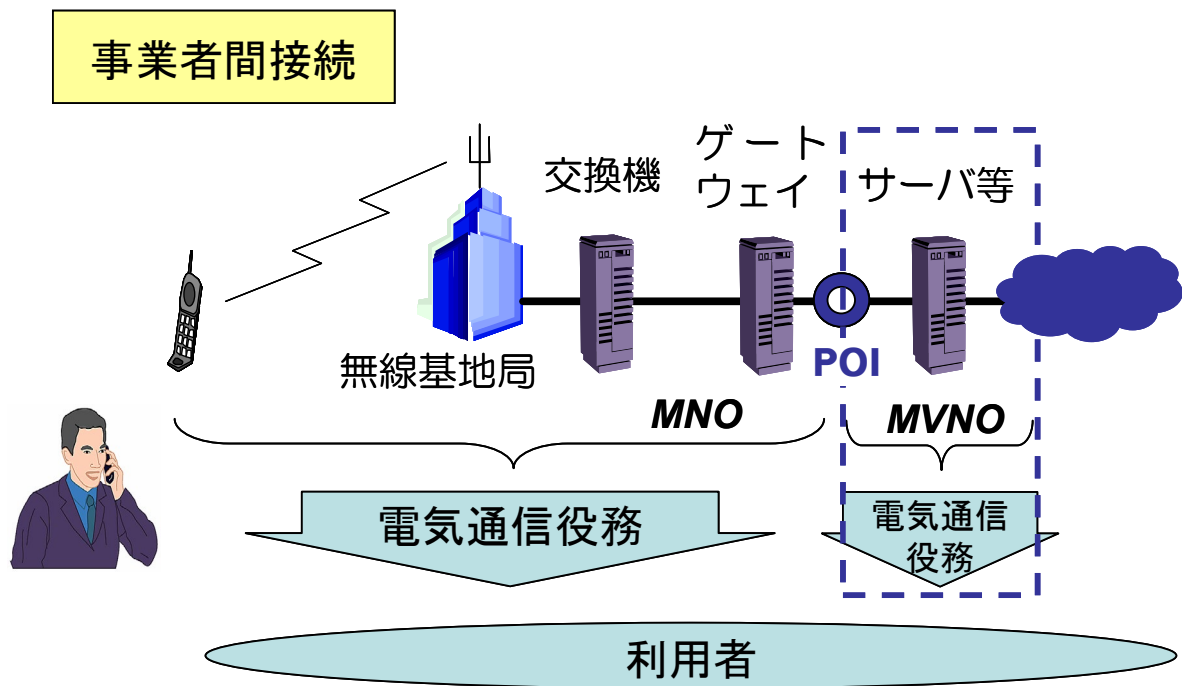 事業者間接続
交換機
ゲート
ウェイ
サーバ等
無線基地局
POI
MNO
MVNO
電気通信役務
電気通信
役務
利用者